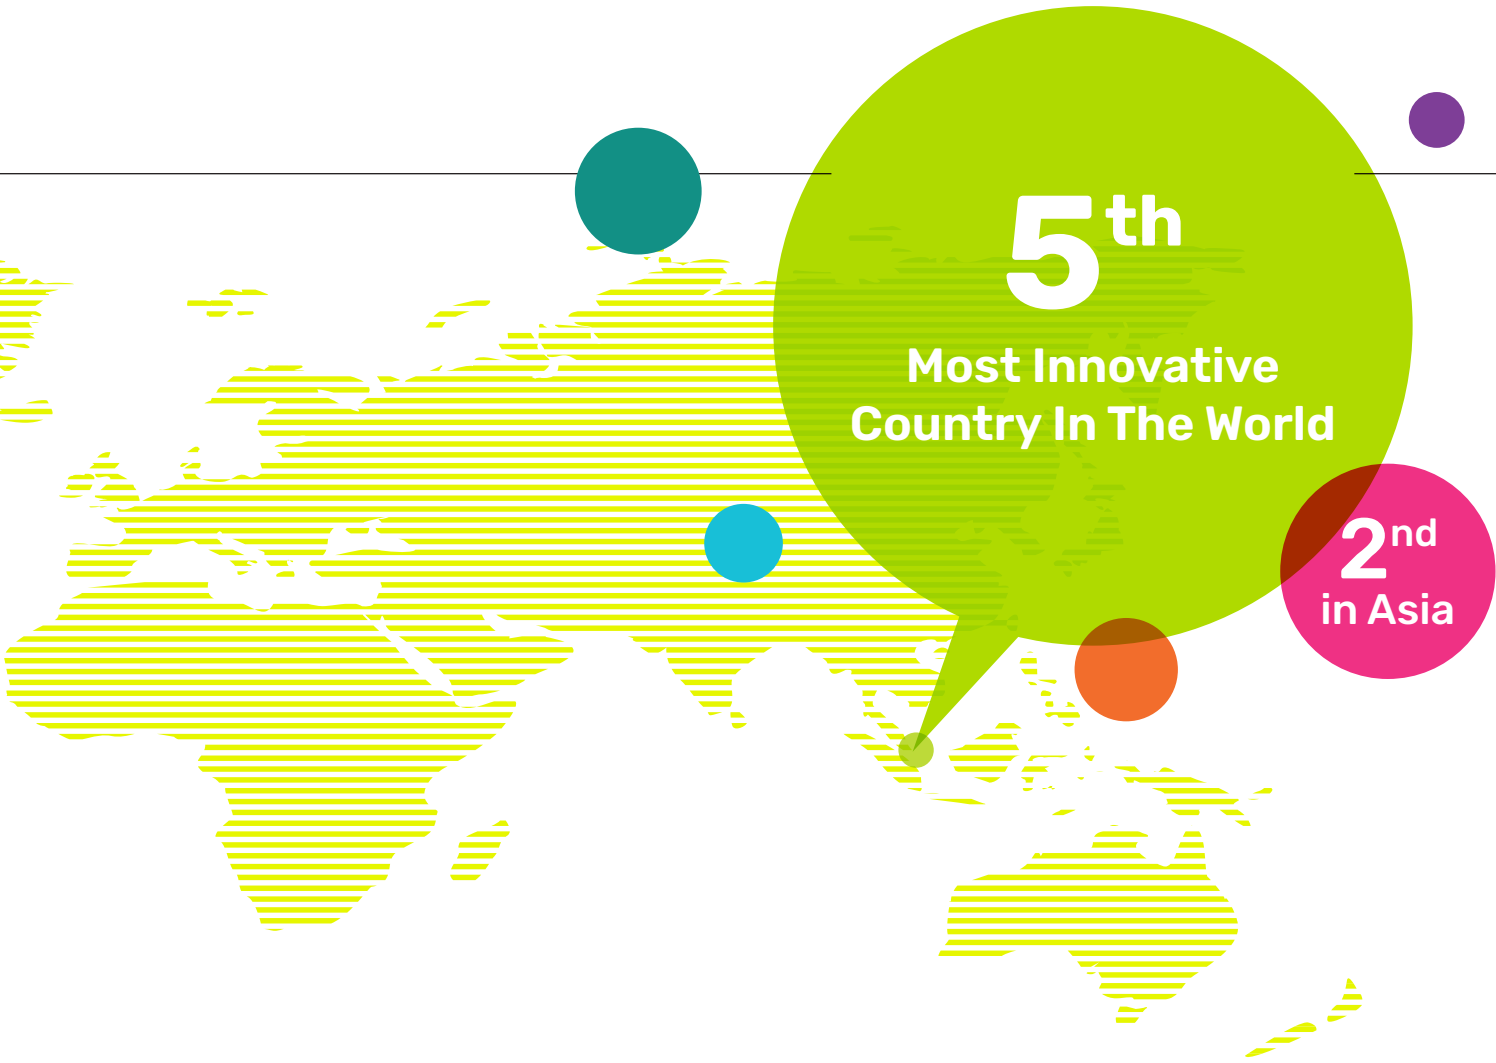 5th
Most Innovative
Country In The World
2nd
in Asia